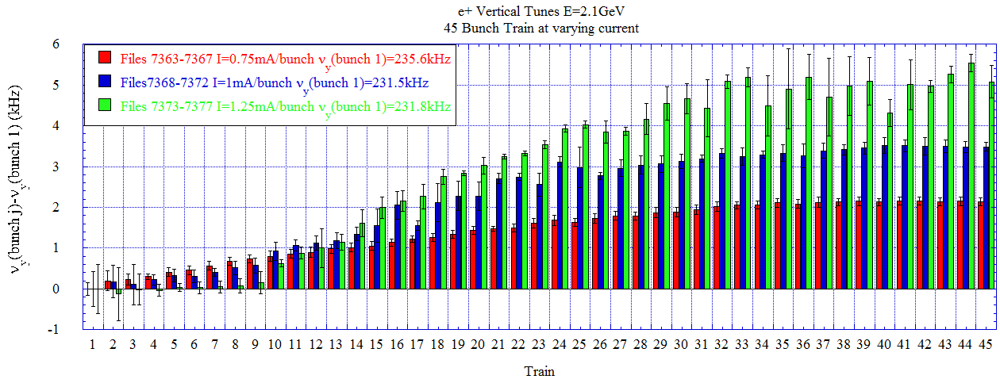 e+ Vertical Tunes E=2.1GeV
45 Bunch Train at varying current
Files 7363-7367 I=0.75mA/bunch νy(bunch 1)=235.6kHz
Files7368-7372 I=1mA/bunch νy(bunch 1)=231.5kHz
Files 7373-7377 I=1.25mA/bunch νy(bunch 1)=231.8kHz
νy(bunch j)-νy(bunch 1) (kHz)
6
5
4
3
2
1
0
-1
1 2 3 4 5 6 7 8 9 10 11 12 13 14 15 16 17 18 19 20 21 22 23 24 25 26 27 28 29 30 31 32 33 34 35 36 37 38 39 40 41 42 43 44 45
Train